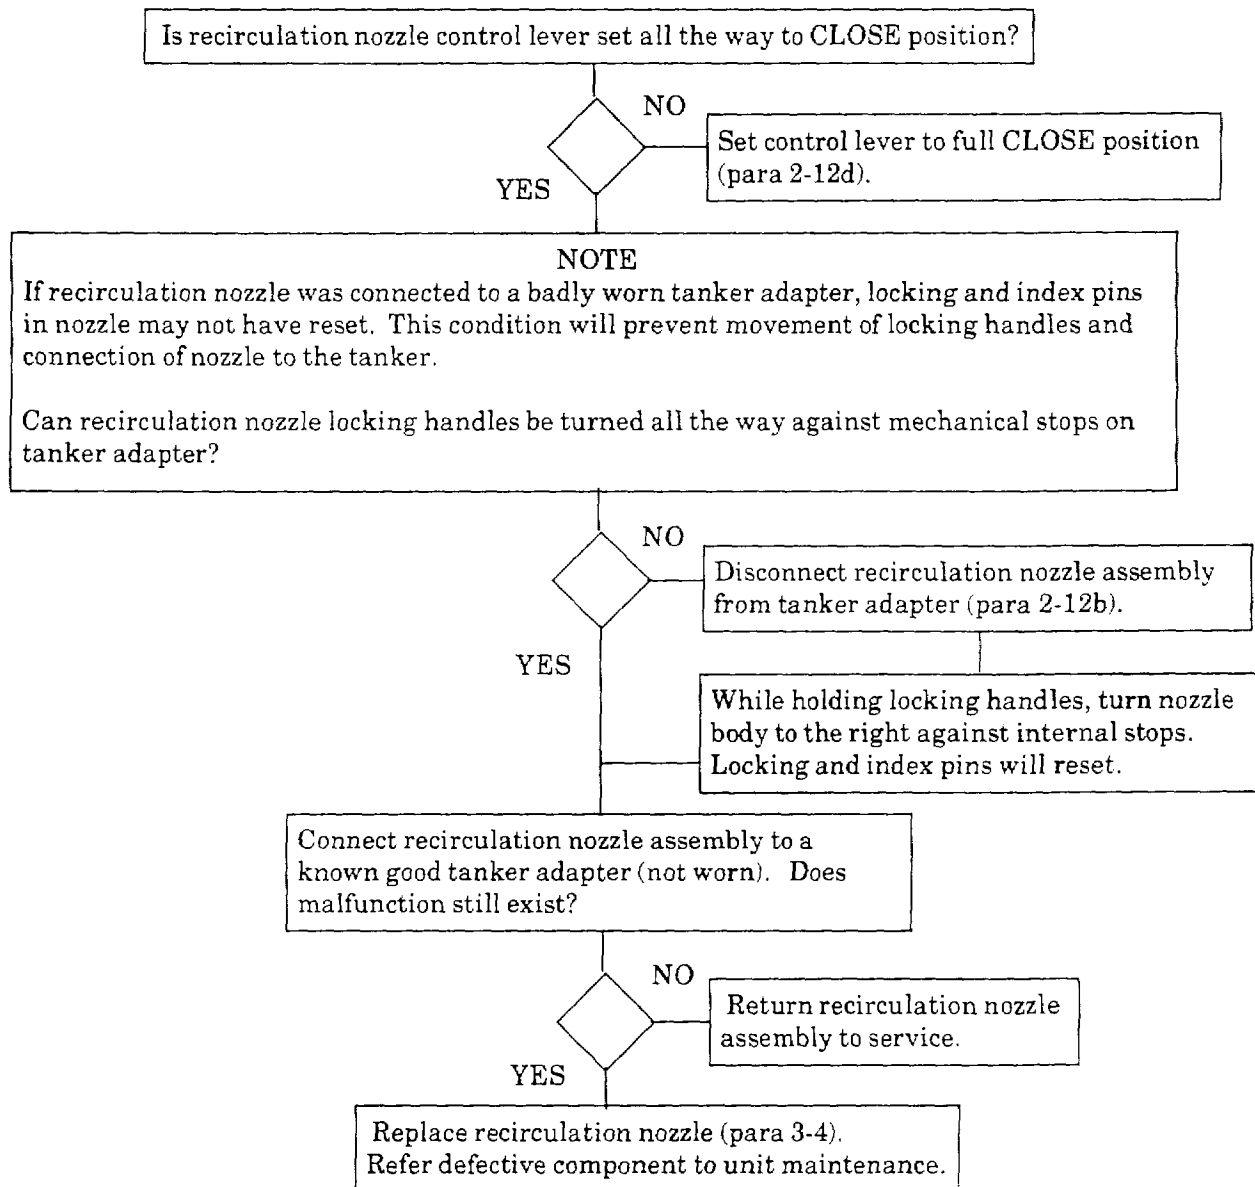 Is recirculation nozzle control lever set all the way to CLOSE position?
NO
Set control lever to full CLOSE position
(para 2-12d).
YES
NOTE
If recirculation nozzle was connected to a badly worn tanker adapter, locking and index pins
in nozzle may not have reset. This condition will prevent movement of locking handles and
connection of nozzle to the tanker.
Can recirculation nozzle locking handles be turned all the way against mechanical stops on
tanker adapter?
NO
Disconnect recirculation nozzle assembly
from tanker adapter (para 2-12b).
YES
While holding locking handles, turn nozzle
body to the right against internal stops.
Locking and index pins will reset.
Connect recirculation nozzle assembly to a
known good tanker adapter (not worn). Does
malfunction still exist?
NO
Return recirculation nozzle
assembly to service.
YES
Replace recirculation nozzle (para 3-4).
Refer defective component to unit maintenance.